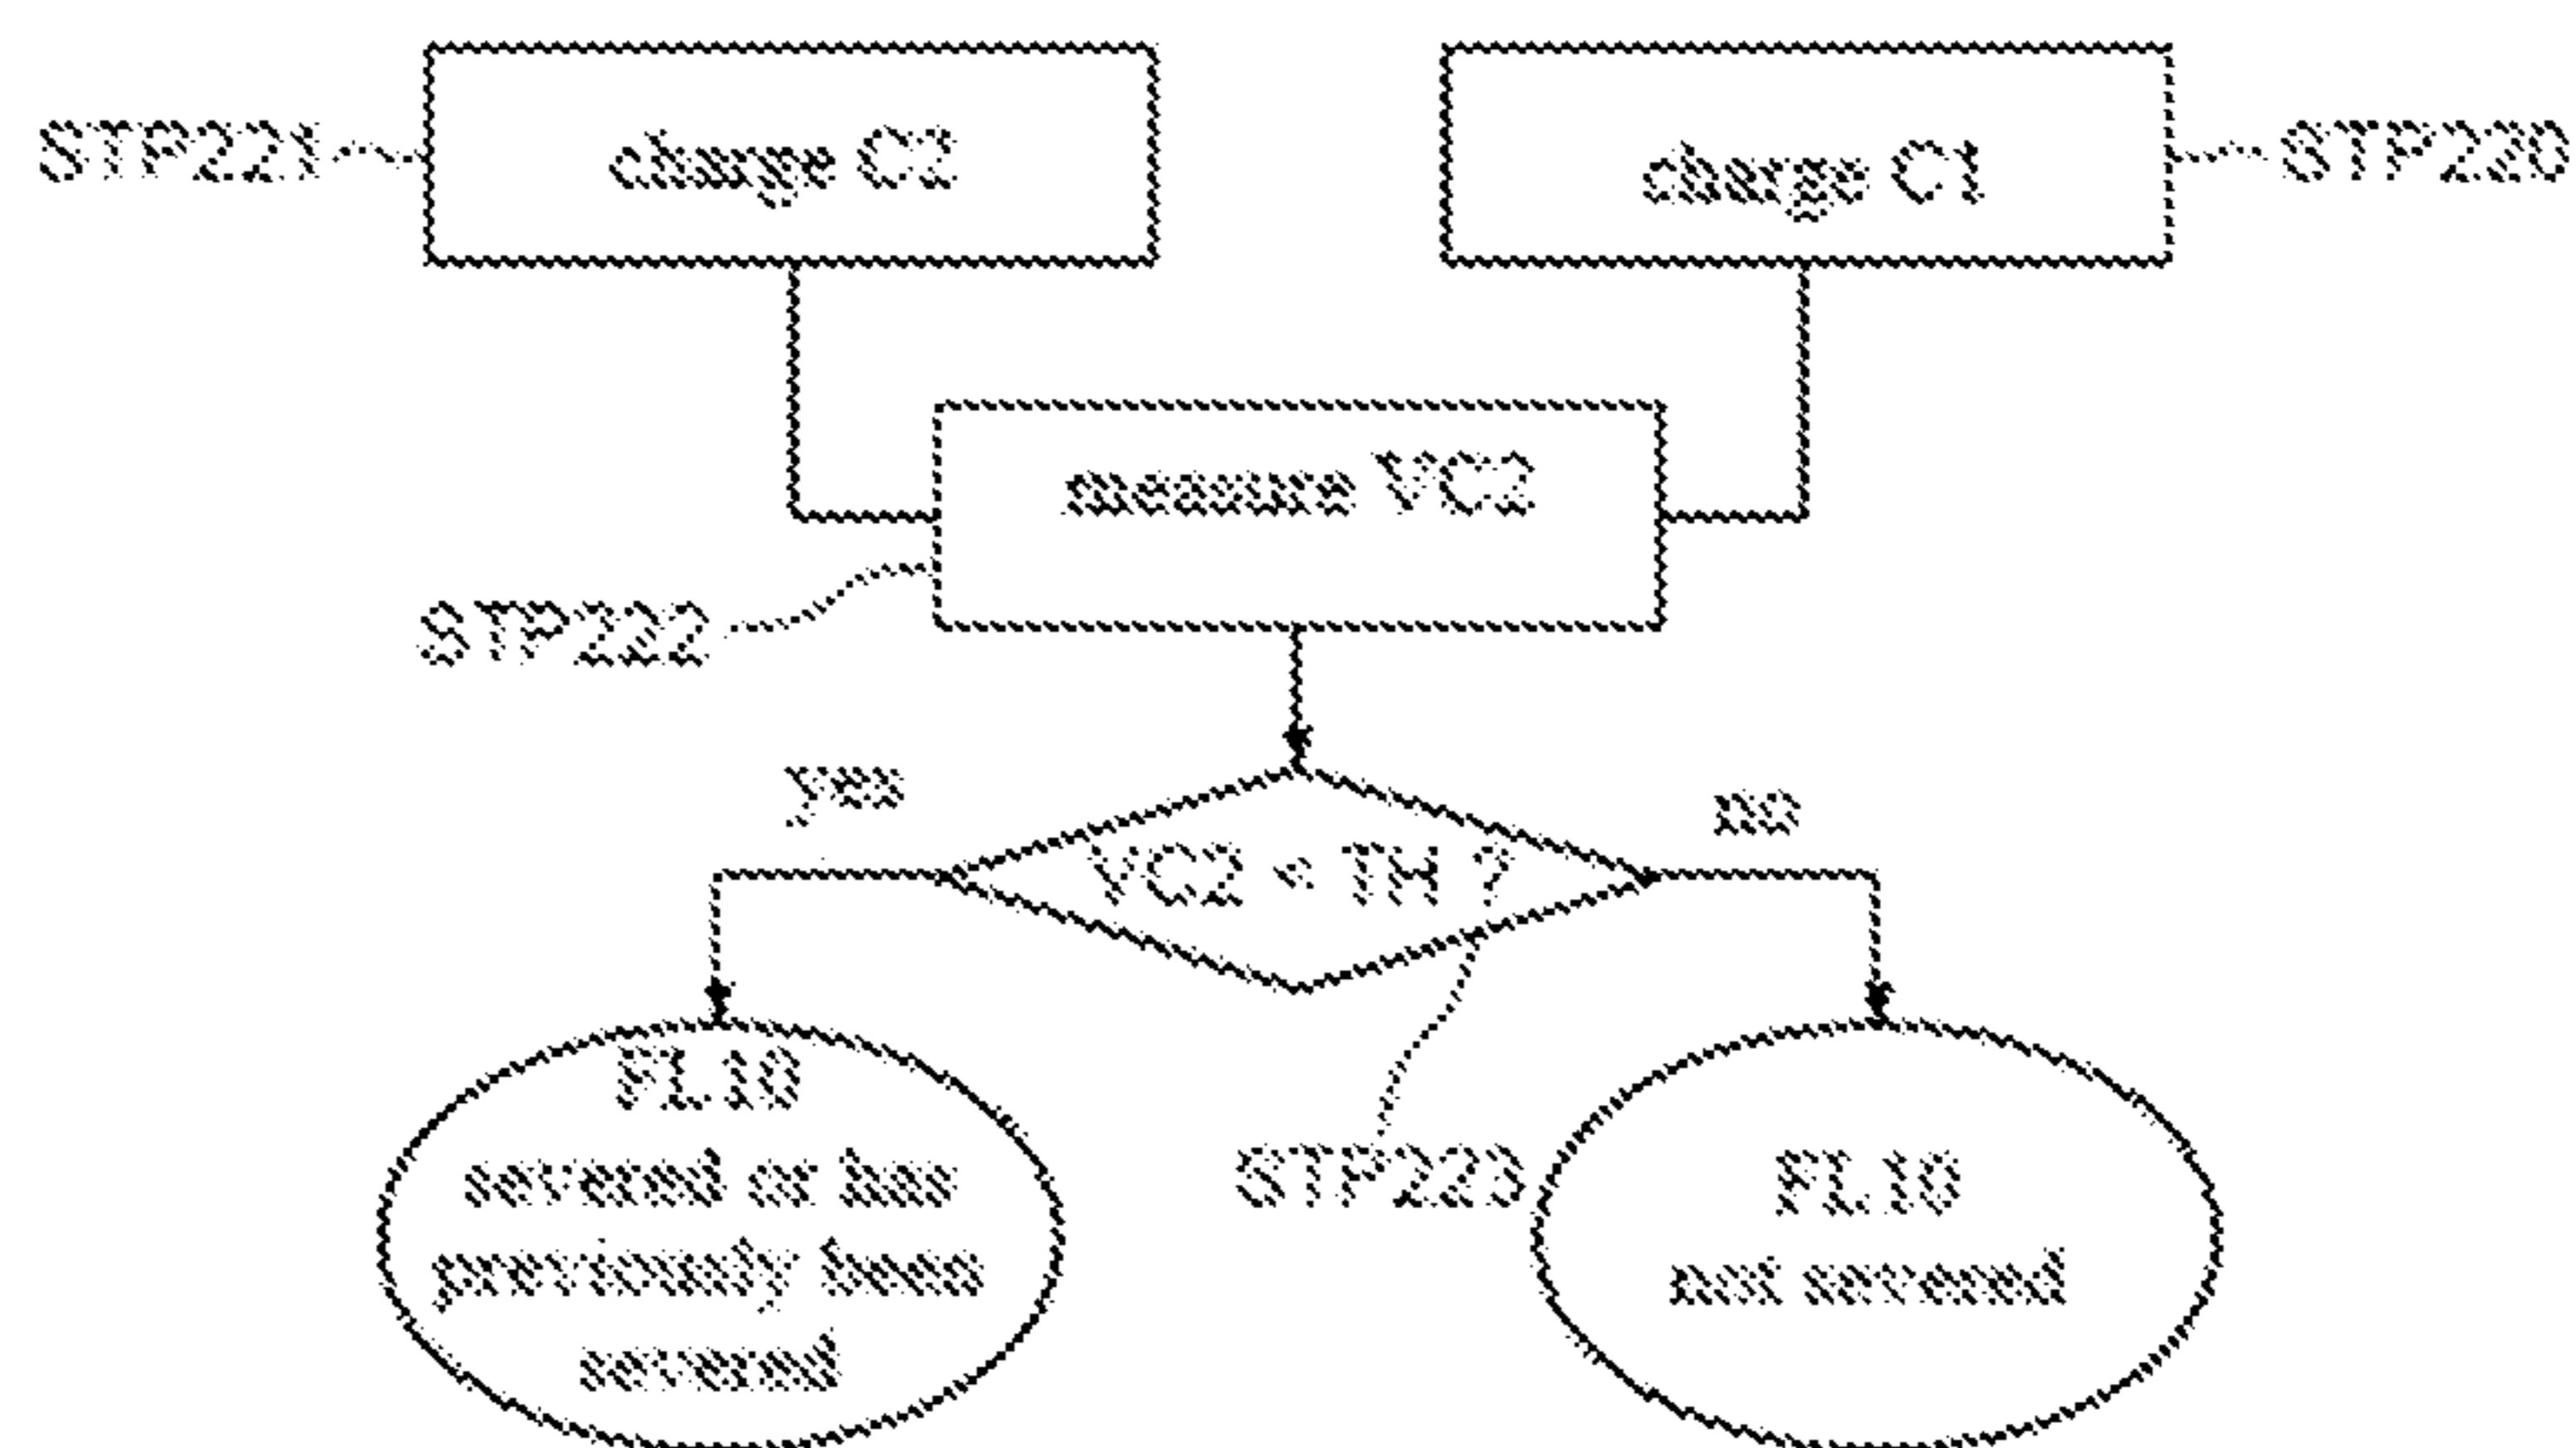 STP221
charge C2
charge C1
STP220
measure VC2
STP222
yes
no
VC2 < TH ?
FL10
severed or has
previously been
severed
STP223
FL10
not severed